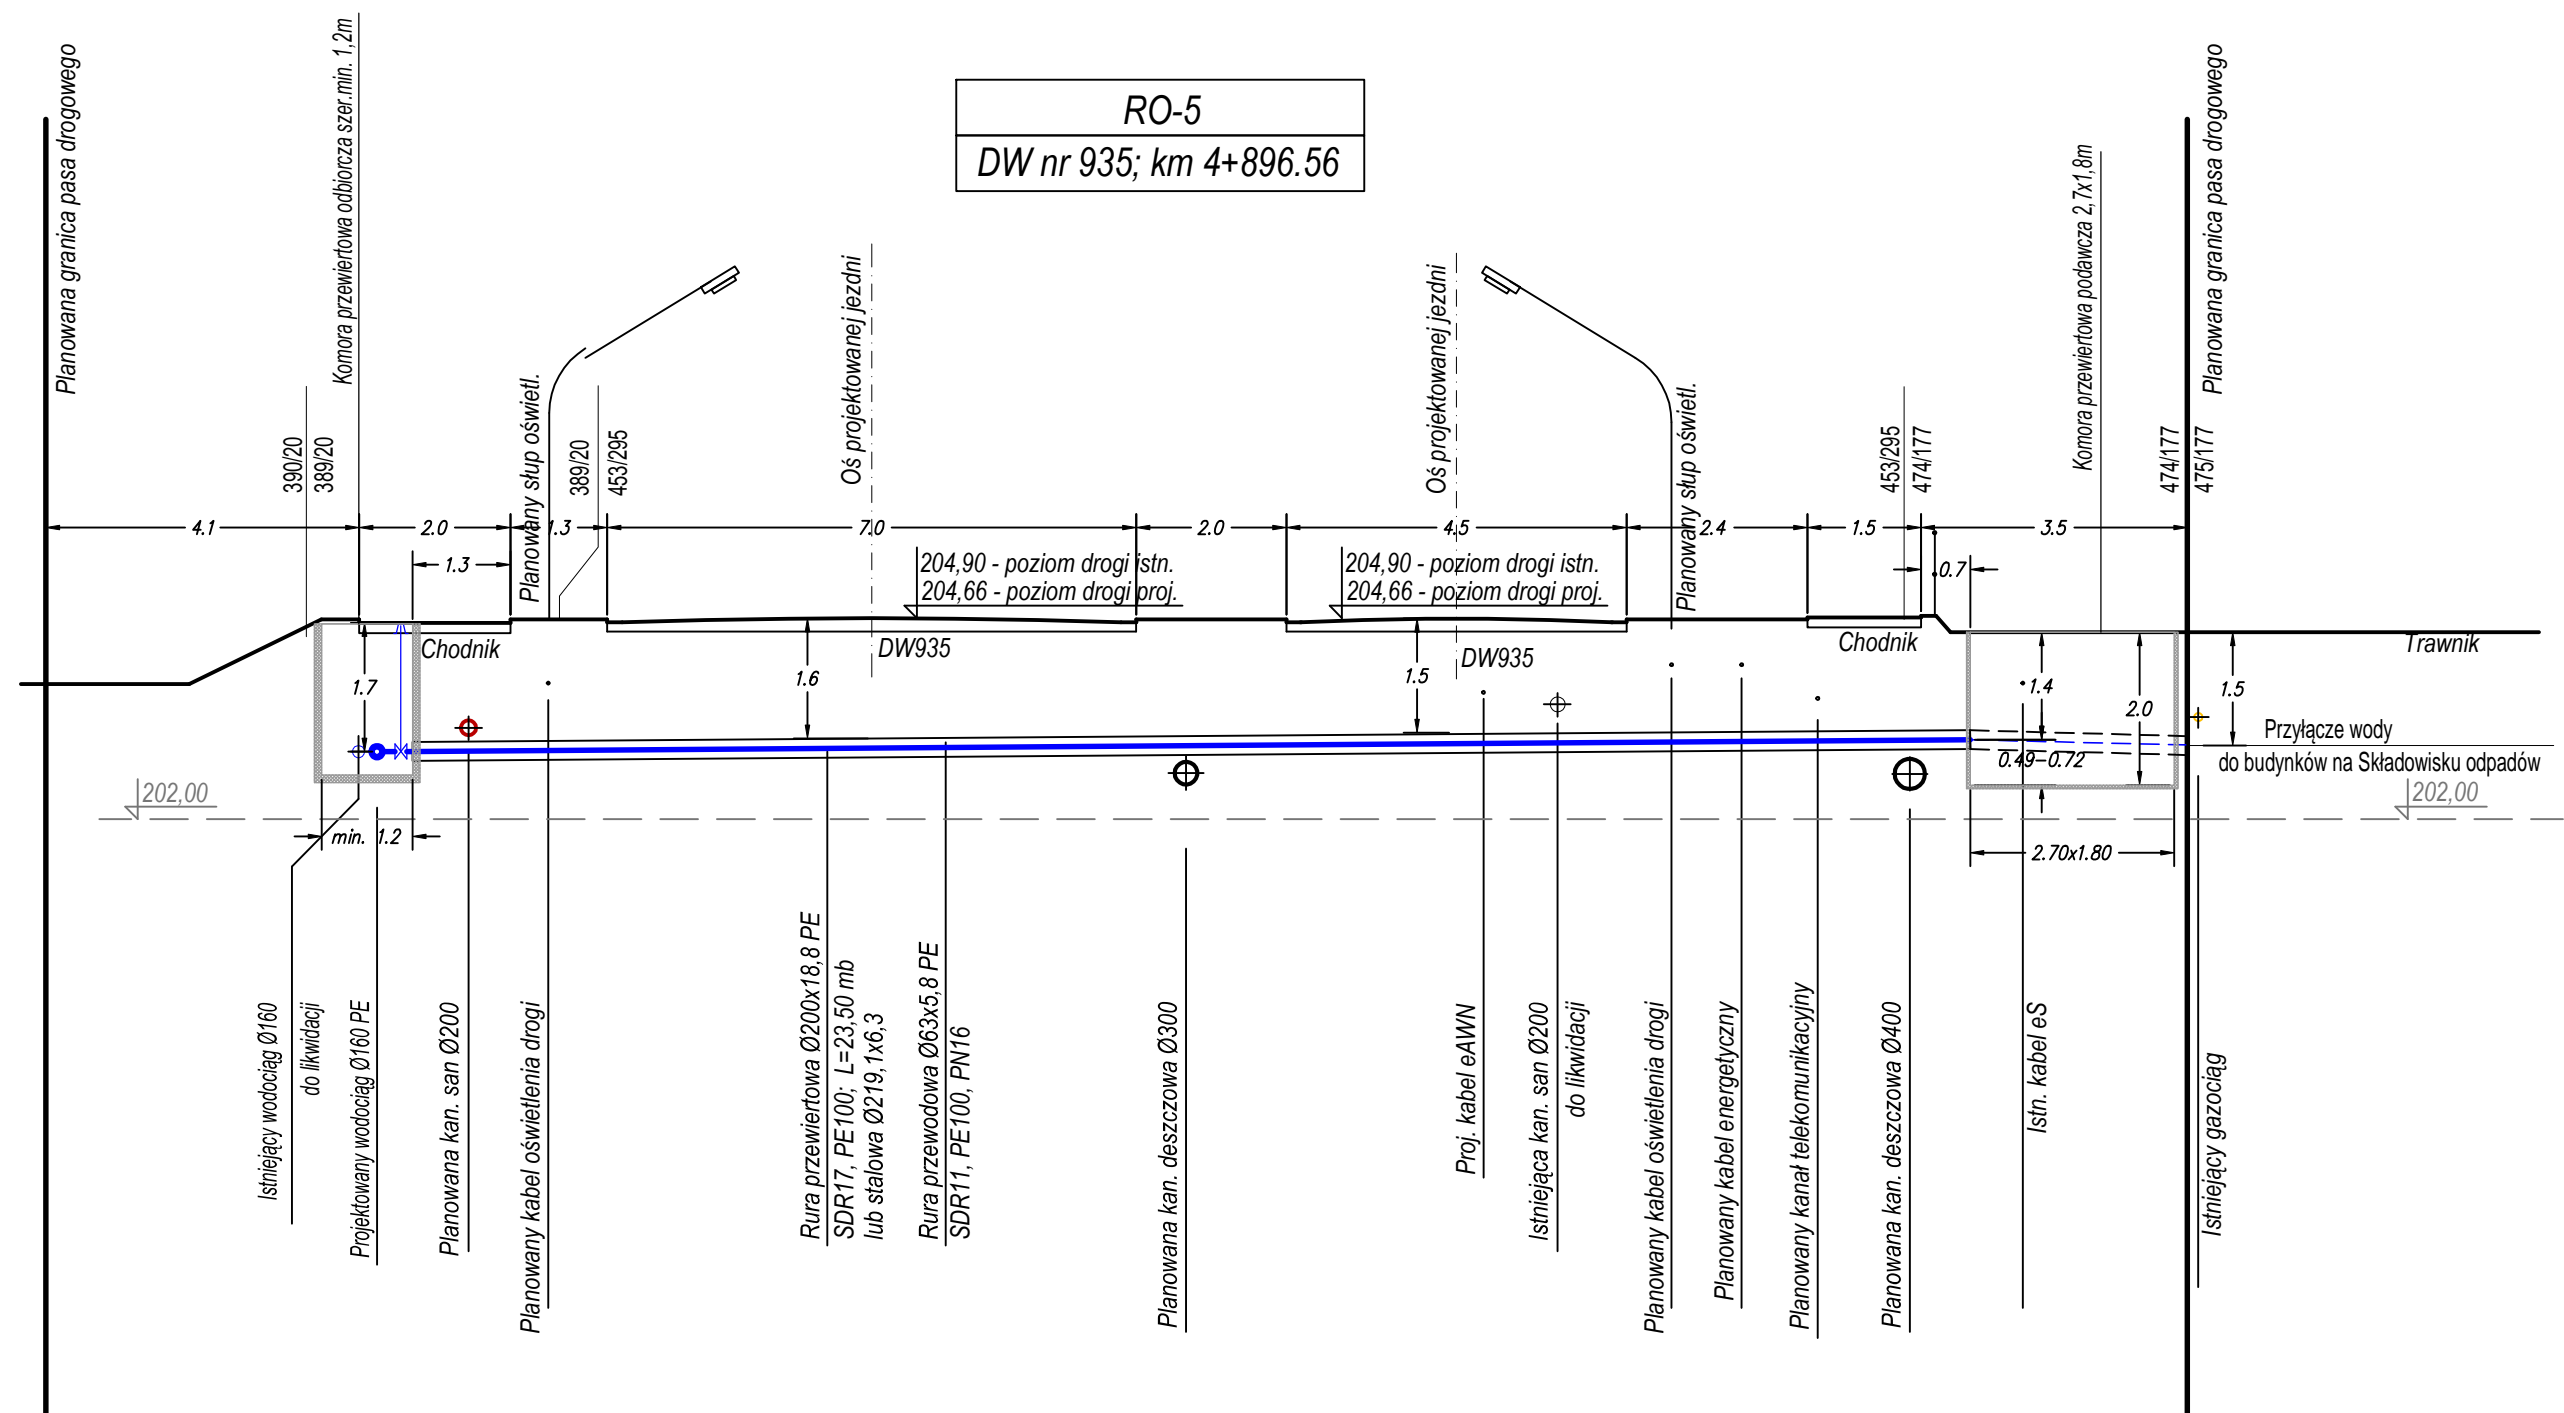 RO-5
DW nr 935; km 4+896.56
Planowana granica pasa drogowego
Komora przewiertowa odbiorcza szer.min. 1,2m
390/20
389/20
Planowany słup oświetl.
389/20
453/295
Oś projektowanej jezdni
Oś projektowanej jezdni
Planowany słup oświetl.
453/295
474/177
Komora przewiertowa podawcza 2,7x1,8m
474/177
475/177
Planowana granica pasa drogowego
4.1
2.0
1.3
7.0
2.0
4.5
2.4
1.5
3.5
1.3
0.7
204,90 - poziom drogi istn.
204,66 - poziom drogi proj.
204,90 - poziom drogi istn.
204,66 - poziom drogi proj.
Chodnik
DW935
DW935
Chodnik
Trawnik
1.7
1.6
1.5
1.4
2.0
1.5
0.49-0.72
Przyłącze wody
do budynków na Składowisku odpadów
202,00
202,00
min. 1.2
2.70x1.80
Istniejący wodociąg Ø160
do likwidacji
Projektowany wodociąg Ø160 PE
Planowana kan. san Ø200
Planowany kabel oświetlenia drogi
Rura przewiertowa Ø200x18,8 PE
SDR17, PE100; L=23,50 mb
lub stalowa Ø219,1x6,3
Rura przewodowa Ø63x5,8 PE
SDR11, PE100, PN16
Planowana kan. deszczowa Ø300
Proj. kabel eAWN
Istniejąca kan. san Ø200
do likwidacji
Planowany kabel oświetlenia drogi
Planowany kabel energetyczny
Planowany kanał telekomunikacyjny
Planowana kan. deszczowa Ø400
Istn. kabel eS
Istniejący gazociąg